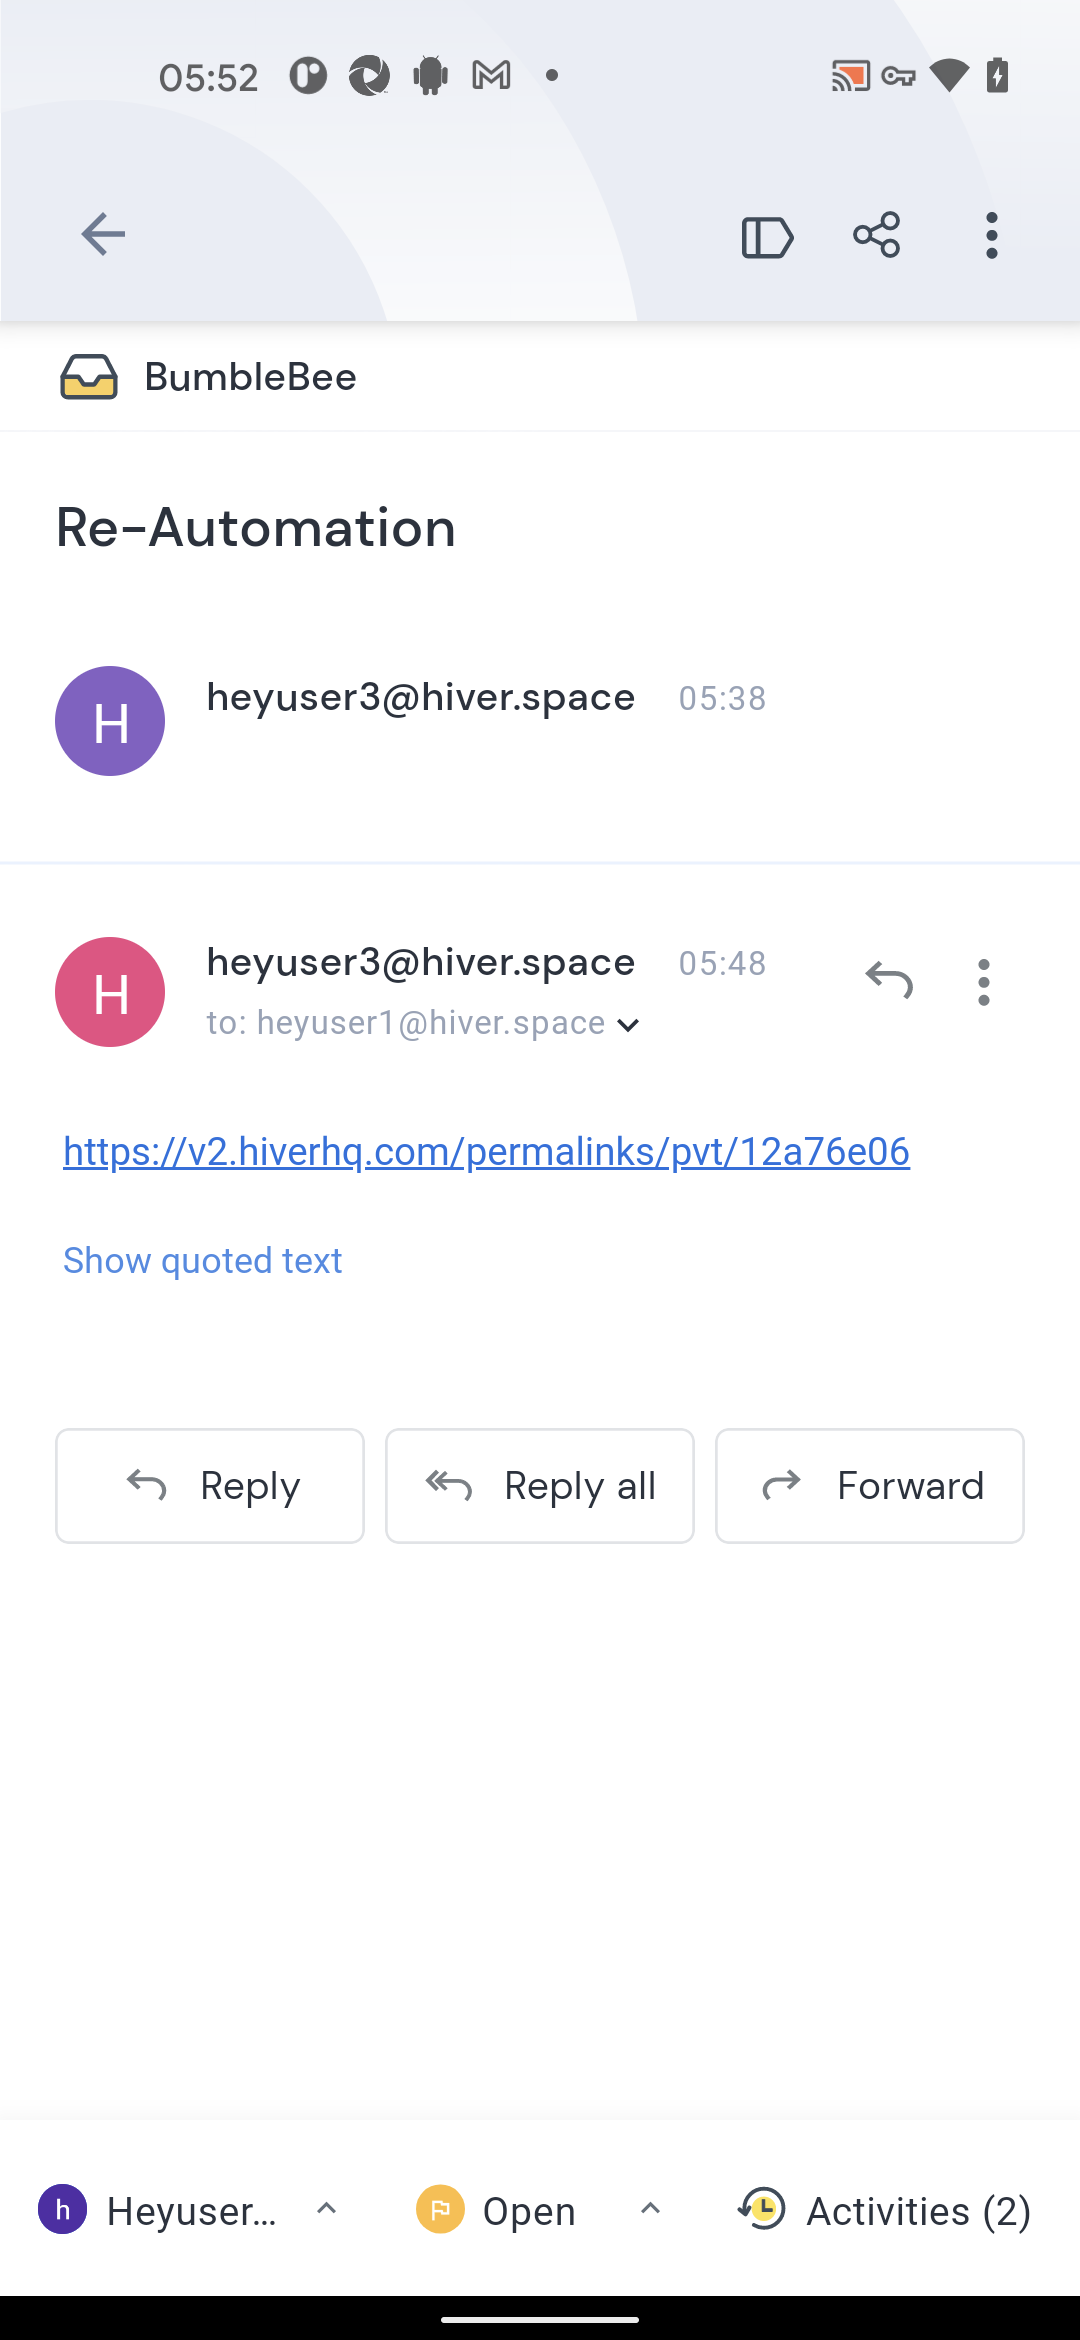 05:52
BumbleBee
Re-Automation
H
heyuser3@hiver.space 05:38
H
heyuser3@hiver.space 05:48
to: heyuser1@hiver.space
https://v2.hiverhq.com/permalinks/pvt/12a76e06
Show quoted text
Reply
Reply all
Forward
h Heyuser...
Open
Activities (2)